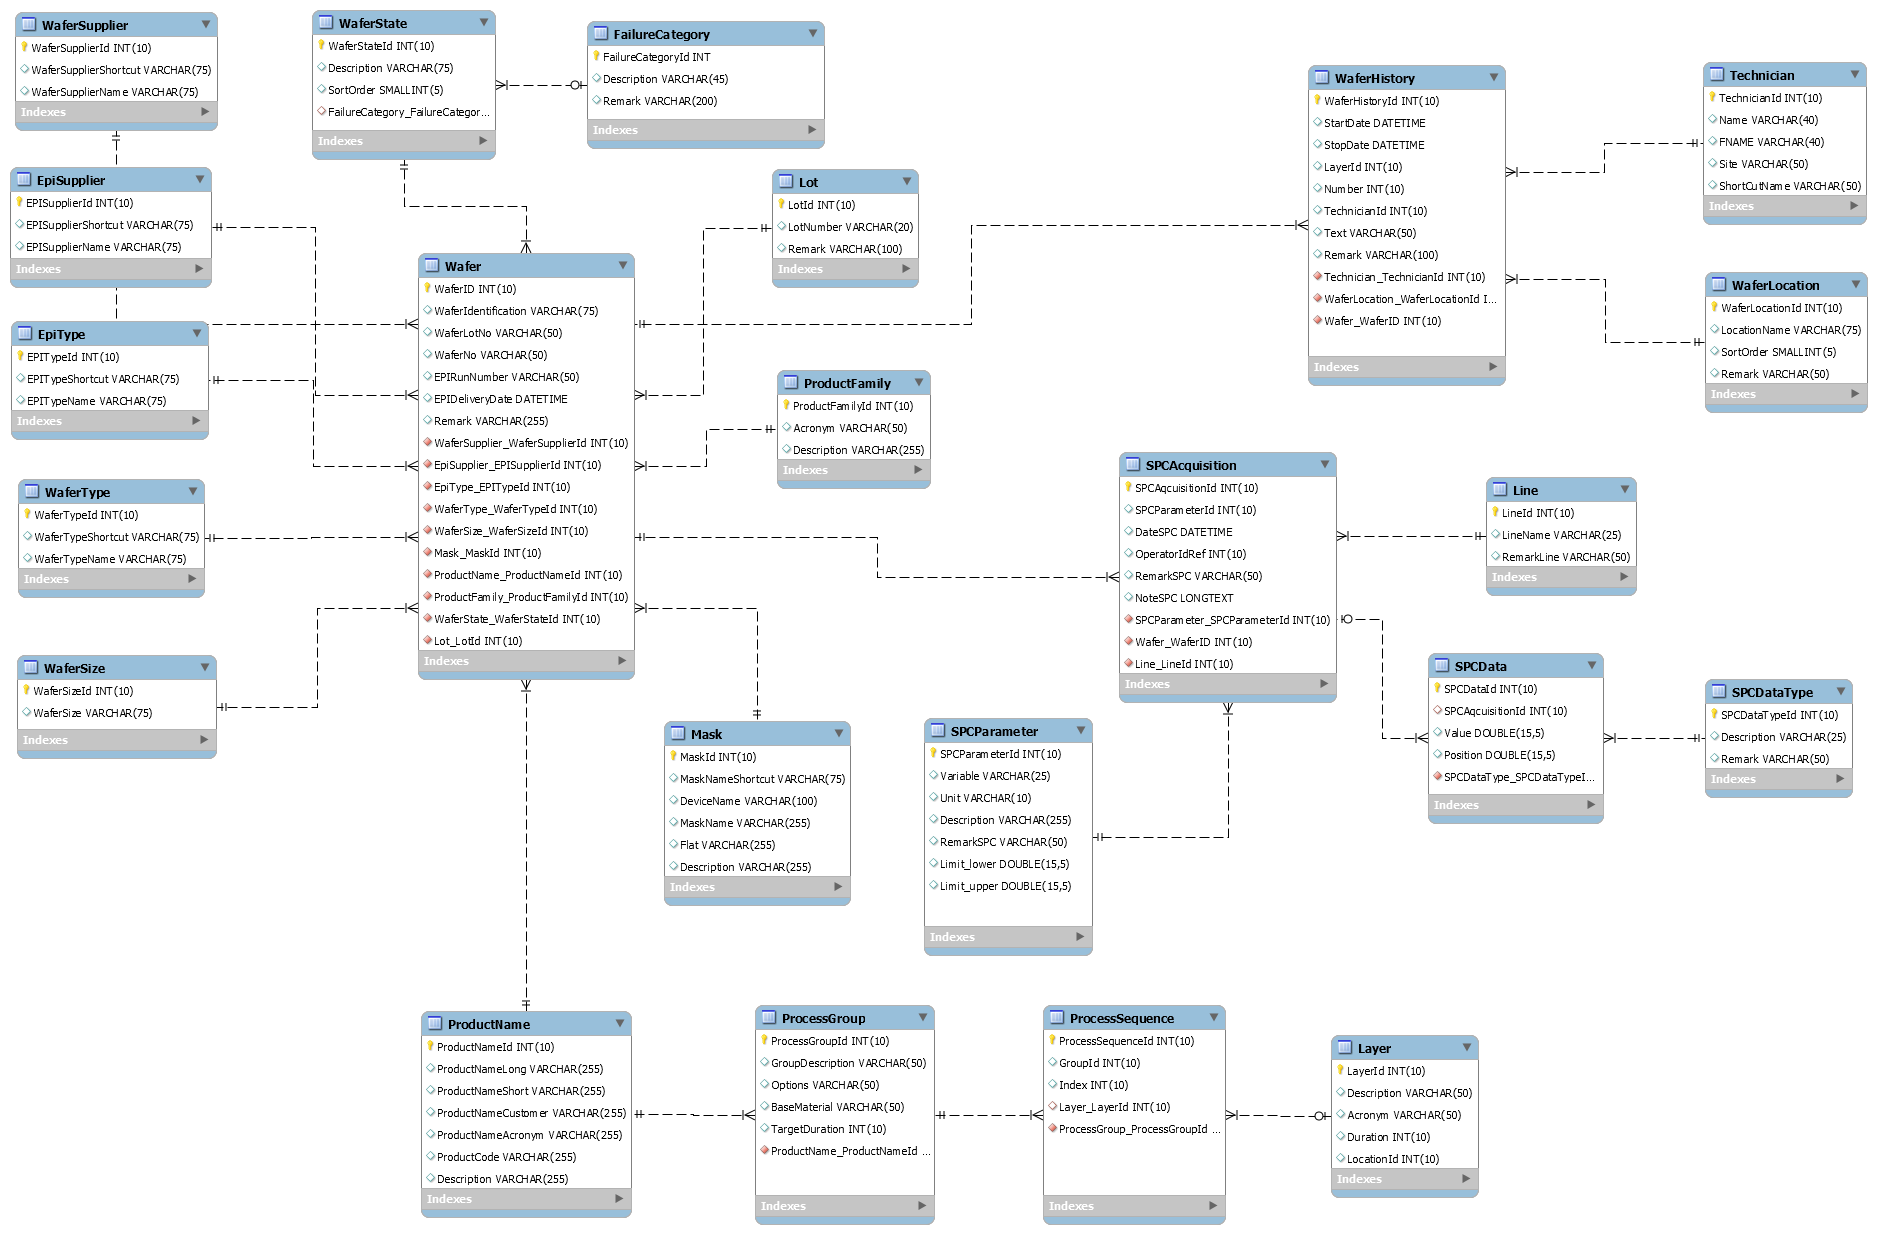 WaferSupplier
WaferSupplierId INT(10)
WaferSupplierShortcut VARCHAR(75)
WaferSupplierName VARCHAR(75)
Indexes
WaferState
WaferStateId INT(10)
Description VARCHAR(75)
SortOrder SMALLINT(5)
FailureCategory_FailureCategor...
Indexes
FailureCategory
FailureCategoryId INT
Description VARCHAR(45)
Remark VARCHAR(200)
Indexes
WaferHistory
WaferHistoryId INT(10)
StartDate DATETIME
StopDate DATETIME
LayerId INT(10)
Number INT(10)
TechnicianId INT(10)
Text VARCHAR(50)
Remark VARCHAR(100)
Technician_TechnicianId INT(10)
WaferLocation_WaferLocationId I...
Wafer_WaferID INT(10)
Indexes
Technician
TechnicianId INT(10)
Name VARCHAR(40)
FNAME VARCHAR(40)
Site VARCHAR(50)
ShortCutName VARCHAR(50)
Indexes
EpiSupplier
EPISupplierId INT(10)
EPISupplierShortcut VARCHAR(75)
EPISupplierName VARCHAR(75)
Indexes
Lot
LotId INT(10)
LotNumber VARCHAR(20)
Remark VARCHAR(100)
Indexes
Wafer
WaferID INT(10)
WaferIdentification VARCHAR(75)
WaferLotNo VARCHAR(50)
WaferNo VARCHAR(50)
EPIRunNumber VARCHAR(50)
EPIDeliveryDate DATETIME
Remark VARCHAR(255)
WaferSupplier_WaferSupplierId INT(10)
EpiSupplier_EPISupplierId INT(10)
EpiType_EPITypeId INT(10)
WaferType_WaferTypeId INT(10)
WaferSize_WaferSizeId INT(10)
Mask_MaskId INT(10)
ProductName_ProductNameId INT(10)
ProductFamily_ProductFamilyId INT(10)
WaferState_WaferStateId INT(10)
Lot_LotId INT(10)
Indexes
WaferLocation
WaferLocationId INT(10)
LocationName VARCHAR(75)
SortOrder SMALLINT(5)
Remark VARCHAR(50)
Indexes
EpiType
EPITypeId INT(10)
EPITypeShortcut VARCHAR(75)
EPITypeName VARCHAR(75)
Indexes
ProductFamily
ProductFamilyId INT(10)
Acronym VARCHAR(50)
Description VARCHAR(255)
Indexes
SPCAcquisition
SPCAqcuisitionId INT(10)
SPCParameterId INT(10)
DateSPC DATETIME
OperatorIdRef INT(10)
RemarkSPC VARCHAR(50)
NoteSPC LONGTEXT
SPCParameter_SPCParameterId INT(10)
Wafer_WaferID INT(10)
Line_LineId INT(10)
Indexes
Line
LineId INT(10)
LineName VARCHAR(25)
RemarkLine VARCHAR(50)
Indexes
WaferType
WaferTypeId INT(10)
WaferTypeShortcut VARCHAR(75)
WaferTypeName VARCHAR(75)
Indexes
WaferSize
WaferSizeId INT(10)
WaferSize VARCHAR(75)
Indexes
SPCData
SPCDataId INT(10)
SPCAqcuisitionId INT(10)
Value DOUBLE(15,5)
Position DOUBLE(15,5)
SPCDataType_SPCDataTypeI...
Indexes
SPCDataType
SPCDataTypeId INT(10)
Description VARCHAR(25)
Remark VARCHAR(50)
Indexes
Mask
MaskId INT(10)
MaskNameShortcut VARCHAR(75)
DeviceName VARCHAR(100)
MaskName VARCHAR(255)
Flat VARCHAR(255)
Description VARCHAR(255)
Indexes
SPCParameter
SPCParameterId INT(10)
Variable VARCHAR(25)
Unit VARCHAR(10)
Description VARCHAR(255)
RemarkSPC VARCHAR(50)
Limit_lower DOUBLE(15,5)
Limit_upper DOUBLE(15,5)
Indexes
ProductName
ProductNameId INT(10)
ProductNameLong VARCHAR(255)
ProductNameShort VARCHAR(255)
ProductNameCustomer VARCHAR(255)
ProductNameAcronym VARCHAR(255)
ProductCode VARCHAR(255)
Description VARCHAR(255)
Indexes
ProcessGroup
ProcessGroupId INT(10)
GroupDescription VARCHAR(50)
Options VARCHAR(50)
BaseMaterial VARCHAR(50)
TargetDuration INT(10)
ProductName_ProductNameId ...
Indexes
ProcessSequence
ProcessSequenceId INT(10)
GroupId INT(10)
Index INT(10)
Layer_LayerId INT(10)
ProcessGroup_ProcessGroupId ...
Indexes
Layer
LayerId INT(10)
Description VARCHAR(50)
Acronym VARCHAR(50)
Duration INT(10)
LocationId INT(10)
Indexes